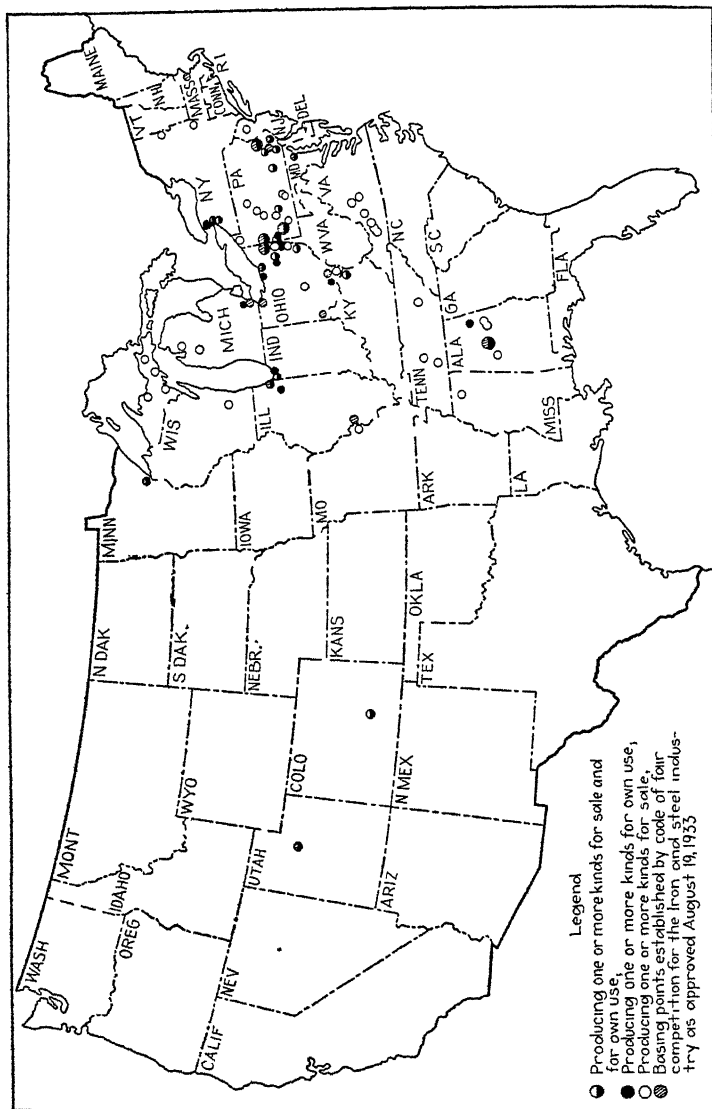 WASH
MONT
N DAK
MINN
OREG
IDAHO
S DAK.
WIS
MICH
MAINE
VT
NH
MASS
CONN
RI
NY
WYO
NEBR.
IOWA
PA
NJ
CALIF
NEV
UTAH
COLO
KANS
MO
ILL
IND
OHIO
WVA
MD
DEL
VA
KY
ARIZ
N MEX
OKLA
TEX
ARK
TENN
NC
SC
LA
MISS
ALA
GA
FLA
Legend
Producing one or more kinds for sale and
for own use;
Producing one or more kinds for own use;
Producing one or more kinds for sale;
Basing points established by code of fair
competition for the Iron and steel indus-
try as approved August 19, 1933